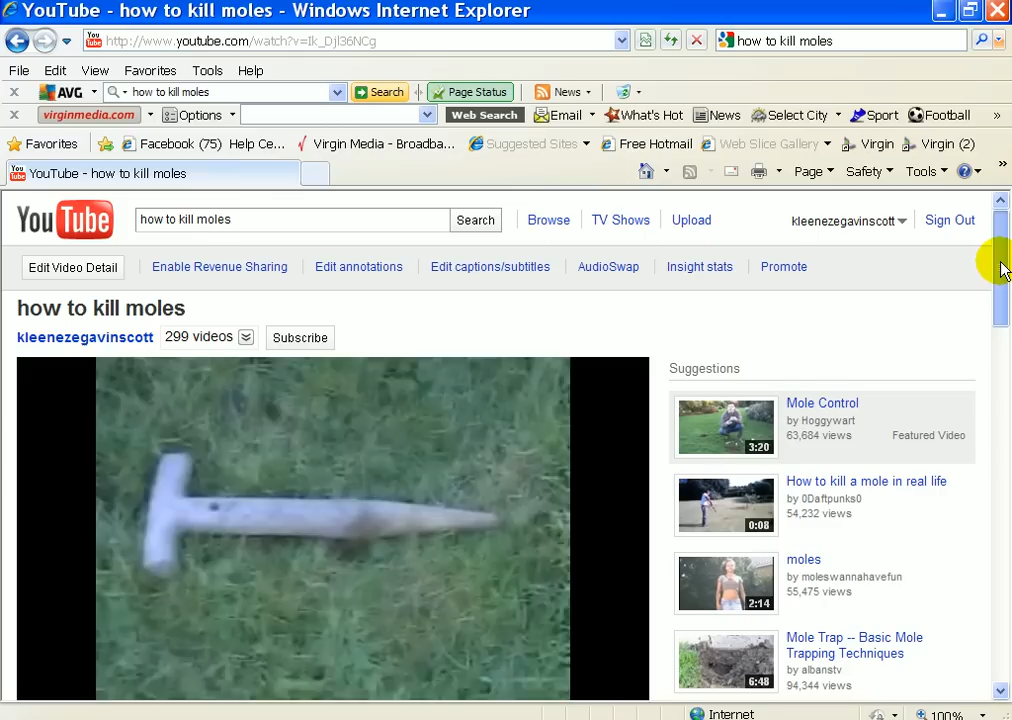 YouTube - how to kill moles - Windows Internet Explorer
http://www.youtube.com/watch?v=Ik_Djl36NCg
how to kill moles
File Edit View Favorites Tools Help
AVG how to kill moles Search Page Status News
virginmedia.com Options Web Search Email What's Hot News Select City Sport Football »
Favorites Facebook (75) Help Ce... Virgin Media - Broadba... Suggested Sites Free Hotmail Web Slice Gallery Virgin Virgin (2)
YouTube - how to kill moles Page Safety Tools »
YouTube how to kill moles Search Browse TV Shows Upload kleenezegavinscott Sign Out
Edit Video Detail Enable Revenue Sharing Edit annotations Edit captions/subtitles AudioSwap Insight stats Promote
how to kill moles
kleenezegavinscott 299 videos Subscribe
Suggestions
Mole Control
by Hoggywart
63,684 views Featured Video
3:20
How to kill a mole in real life
by 0Daftpunks0
54,232 views
0:08
moles
by moleswannahavefun
55,475 views
2:14
Mole Trap -- Basic Mole
Trapping Techniques
by albanstv
94,344 views
6:48
Internet 100%